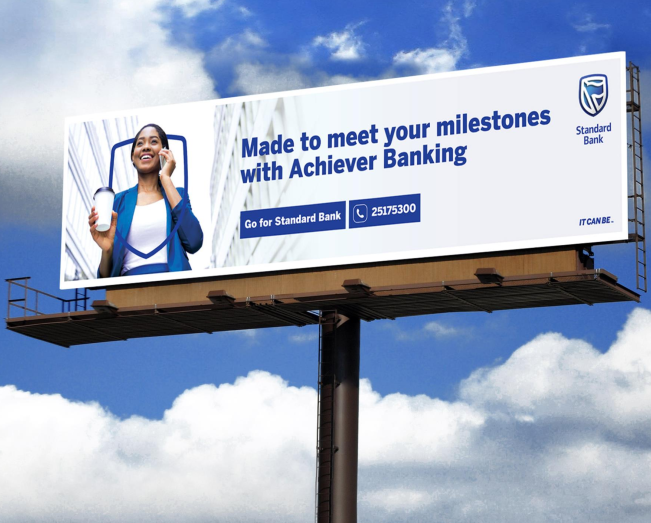 Made to meet your milestones
with Achiever Banking
Go for Standard Bank
25175300
Standard
Bank
IT CAN BE.